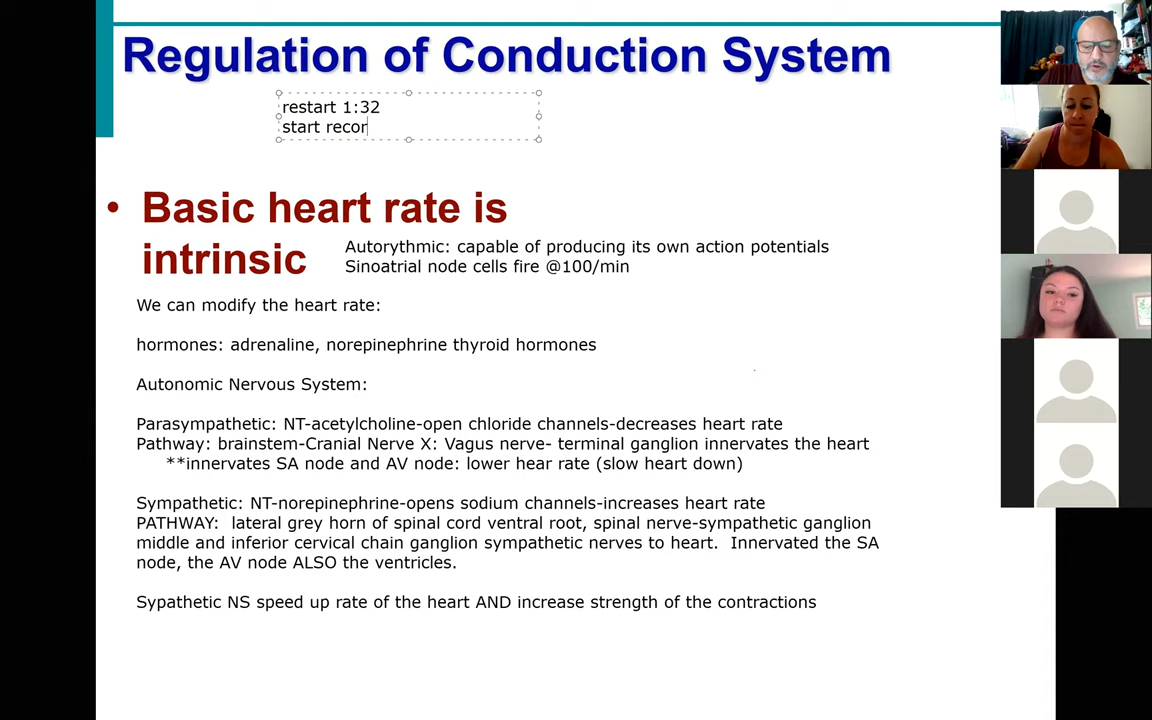 Regulation of Conduction System
restart 1:32
start recor
• Basic heart rate is
intrinsic
Autorythmic: capable of producing its own action potentials
Sinoatrial node cells fire @100/min
We can modify the heart rate:
hormones: adrenaline, norepinephrine thyroid hormones
Autonomic Nervous System:
Parasympathetic: NT-acetylcholine-open chloride channels-decreases heart rate
Pathway: brainstem-Cranial Nerve X: Vagus nerve- terminal ganglion innervates the heart
**innervates SA node and AV node: lower hear rate (slow heart down)
Sympathetic: NT-norepinephrine-opens sodium channels-increases heart rate
PATHWAY: lateral grey horn of spinal cord ventral root, spinal nerve-sympathetic ganglion
middle and inferior cervical chain ganglion sympathetic nerves to heart. Innervated the SA
node, the AV node ALSO the ventricles.
Sypathetic NS speed up rate of the heart AND increase strength of the contractions